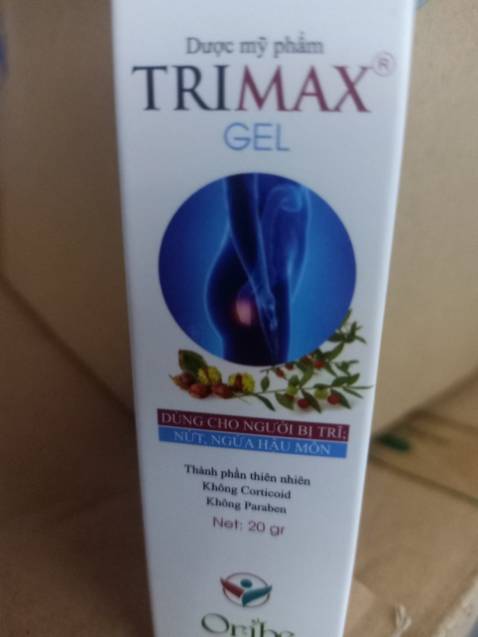 Dược mỹ phẩm
TRIMAX®
GEL
DÙNG CHO NGƯỜI BỊ TRĨ;
NỨT, NGỨA HẬU MÔN
Thành phần thiên nhiên
Không Corticoid
Không Paraben
Net: 20 gr